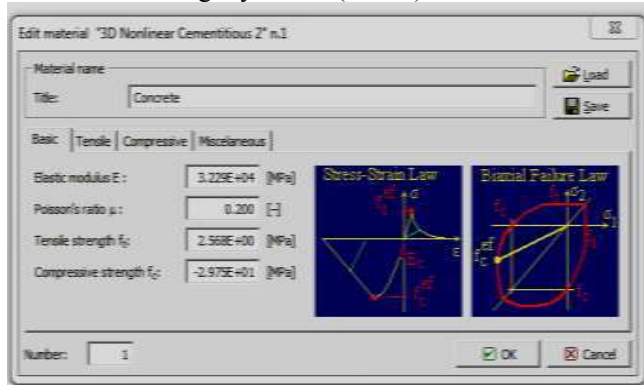 Edit material "3D Nonlinear Cementitious 2" n.1
Material name
Title: Concrete
Load
Save
Basic Tensile Compressive Miscelaneous
Elastic modulus E : 3.229E+04 [MPa]
Poisson's ratio μ : 0.200 [-]
Tensile strength ft: 2.568E+00 [MPa]
Compressive strength fc: -2.975E+01 [MPa]
Stress-Strain Law
Biaxial Failure Law
Number: 1
OK Cancel